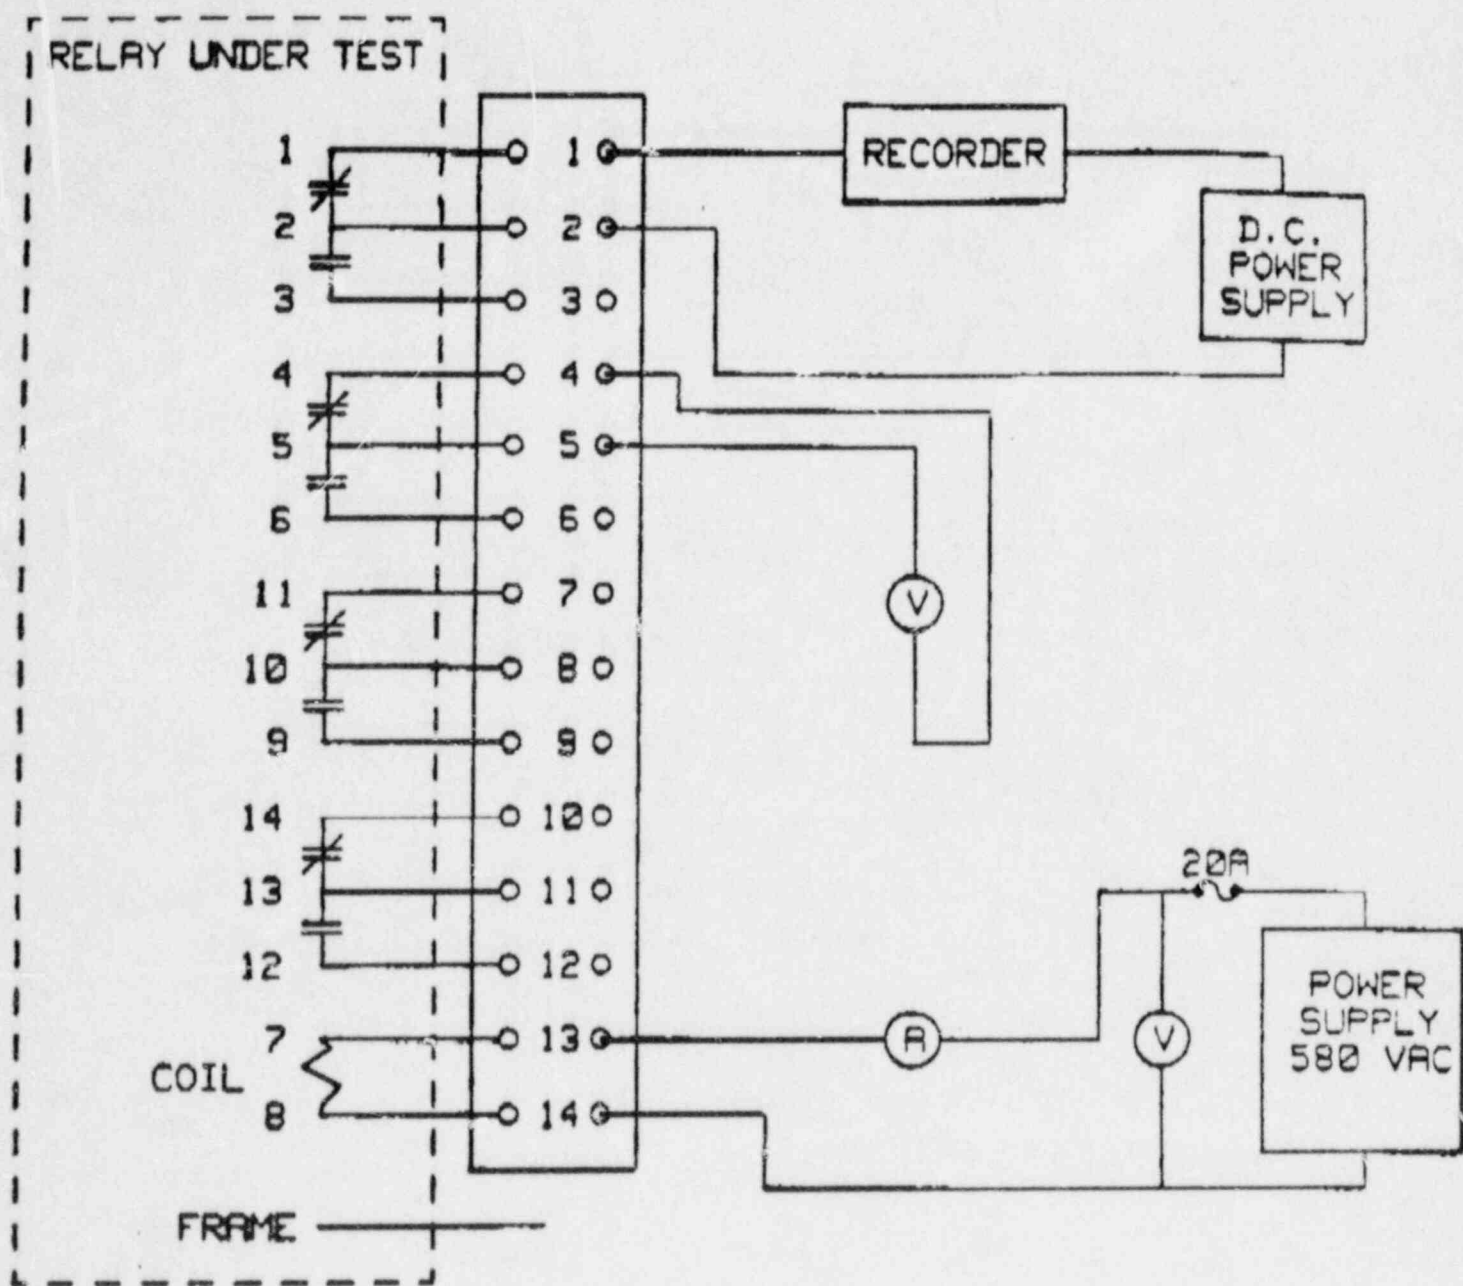 RELAY UNDER TEST
1 1 RECORDER
2 2 D.C.
POWER
SUPPLY
3 3
4 4
5 5
6 6
11 7 V
10 8
9 9
14 10
13 11 20A
12 12 POWER
SUPPLY
580 VAC
7 13 A V
COIL
8 14
FRAME